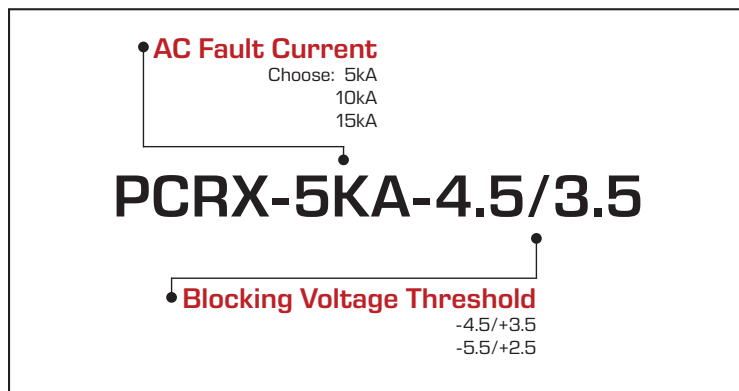 AC Fault Current
Choose: 5kA
10kA
15kA
PCRX-5KA-4.5/3.5
Blocking Voltage Threshold
-4.5/+3.5
-5.5/+2.5